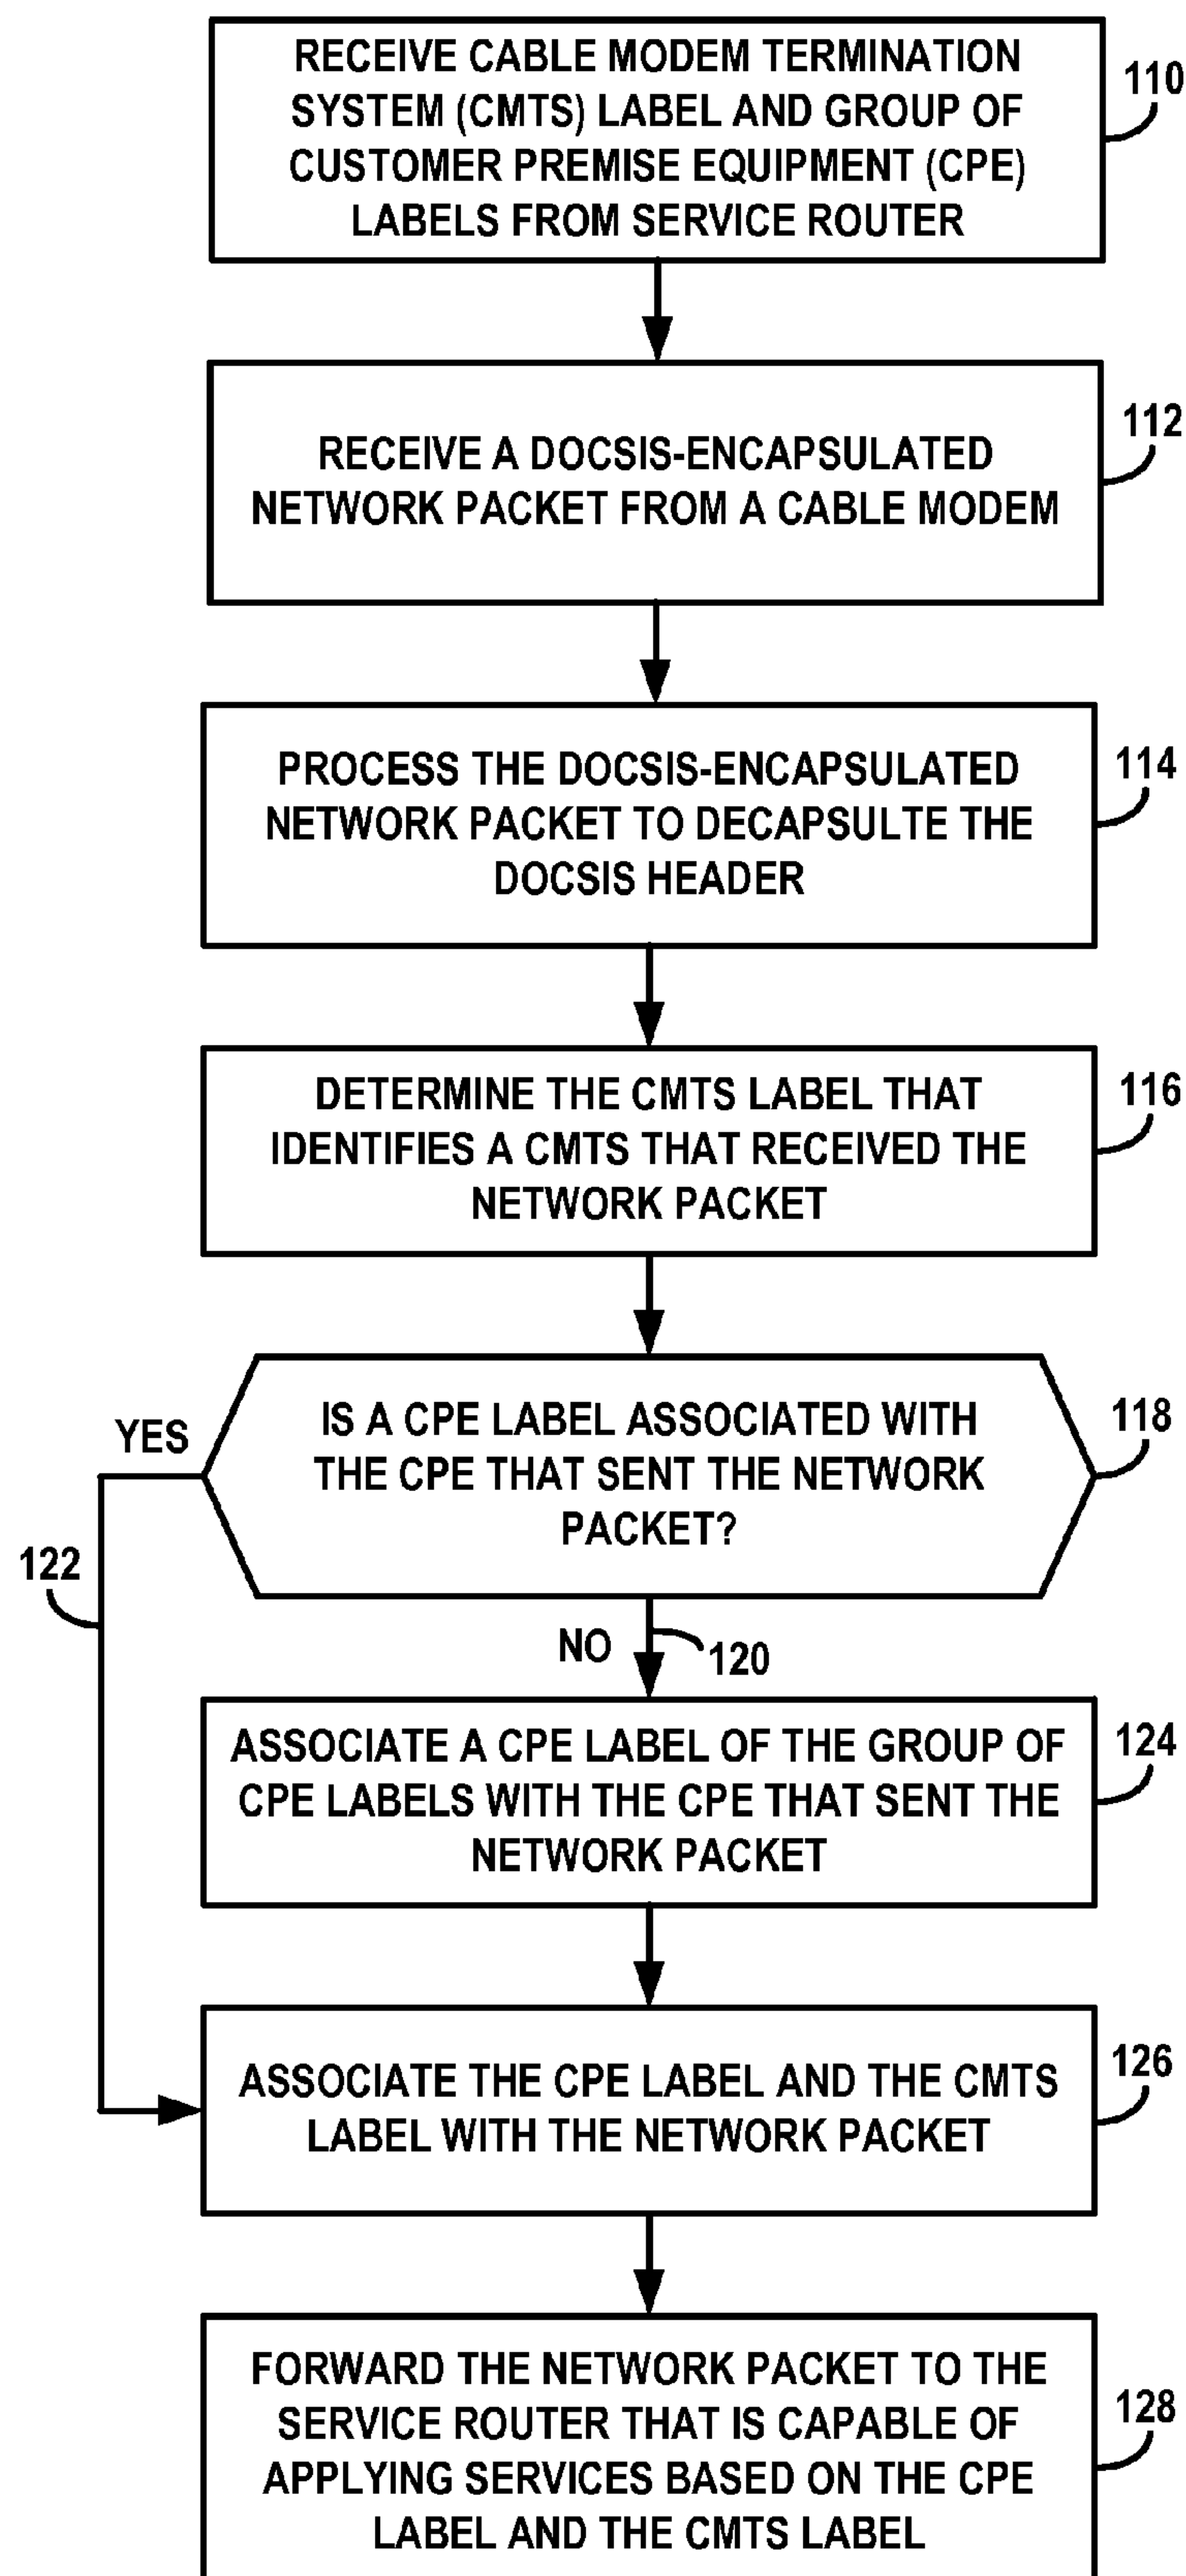 RECEIVE CABLE MODEM TERMINATION
SYSTEM (CMTS) LABEL AND GROUP OF
CUSTOMER PREMISE EQUIPMENT (CPE)
LABELS FROM SERVICE ROUTER
110
RECEIVE A DOCSIS-ENCAPSULATED
NETWORK PACKET FROM A CABLE MODEM
112
PROCESS THE DOCSIS-ENCAPSULATED
NETWORK PACKET TO DECAPSULTE THE
DOCSIS HEADER
114
DETERMINE THE CMTS LABEL THAT
IDENTIFIES A CMTS THAT RECEIVED THE
NETWORK PACKET
116
IS A CPE LABEL ASSOCIATED WITH
THE CPE THAT SENT THE NETWORK
PACKET?
118
YES
122
NO
120
ASSOCIATE A CPE LABEL OF THE GROUP OF
CPE LABELS WITH THE CPE THAT SENT THE
NETWORK PACKET
124
ASSOCIATE THE CPE LABEL AND THE CMTS
LABEL WITH THE NETWORK PACKET
126
FORWARD THE NETWORK PACKET TO THE
SERVICE ROUTER THAT IS CAPABLE OF
APPLYING SERVICES BASED ON THE CPE
LABEL AND THE CMTS LABEL
128